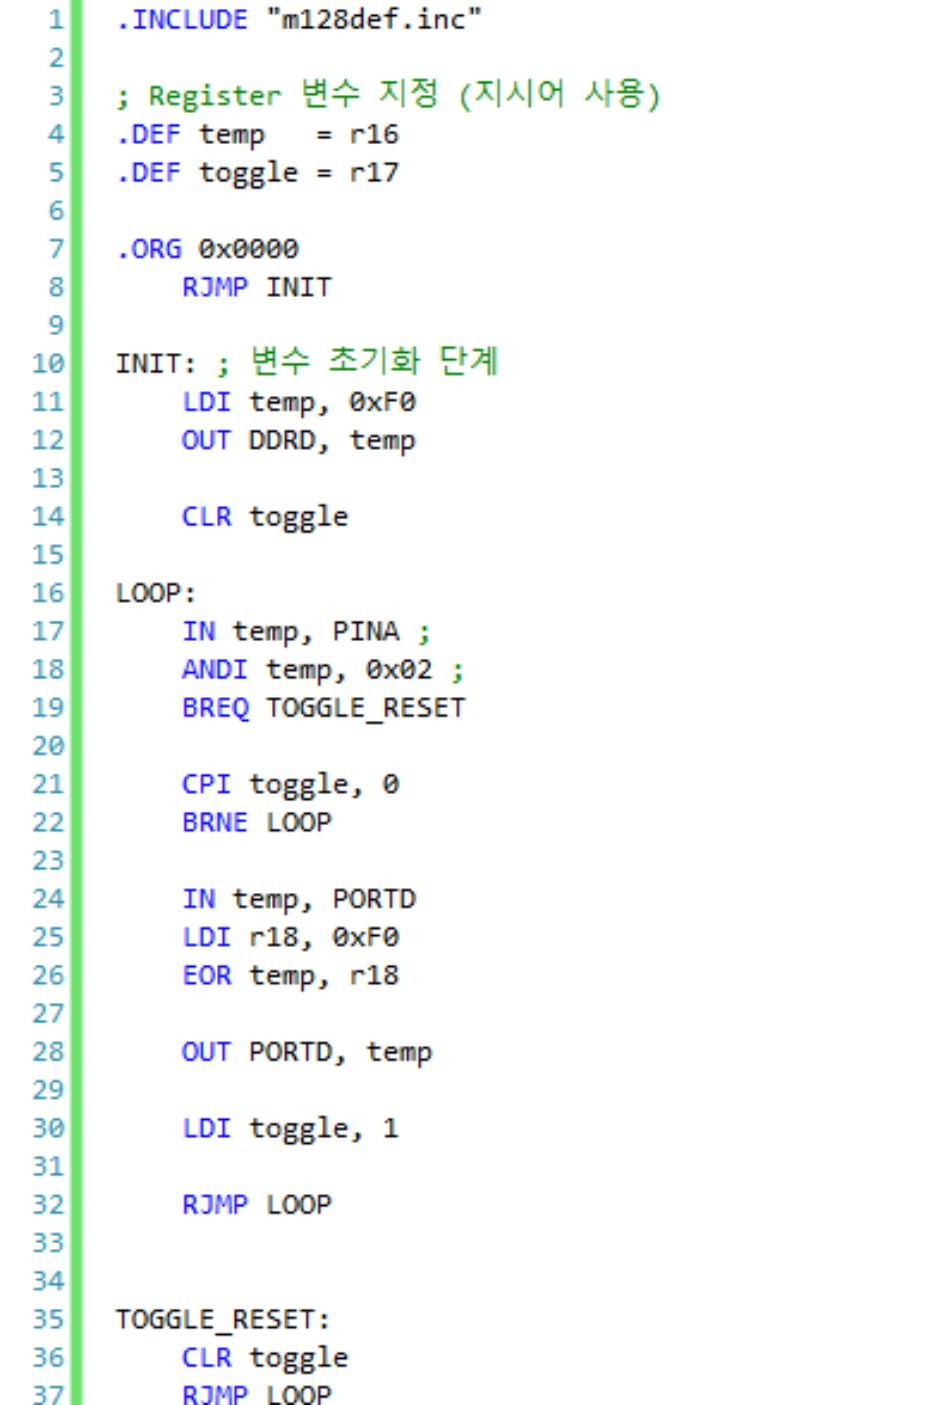 1 .INCLUDE "m128def.inc"
2
3 ; Register 변수 지정 (지시어 사용)
4 .DEF temp   = r16
5 .DEF toggle = r17
6
7 .ORG 0x0000
8     RJMP INIT
9
10 INIT: ; 변수 초기화 단계
11     LDI temp, 0xF0
12     OUT DDRD, temp
13
14     CLR toggle
15
16 LOOP:
17     IN temp, PINA ;
18     ANDI temp, 0x02 ;
19     BREQ TOGGLE_RESET
20
21     CPI toggle, 0
22     BRNE LOOP
23
24     IN temp, PORTD
25     LDI r18, 0xF0
26     EOR temp, r18
27
28     OUT PORTD, temp
29
30     LDI toggle, 1
31
32     RJMP LOOP
33
34
35 TOGGLE_RESET:
36     CLR toggle
37     RJMP LOOP